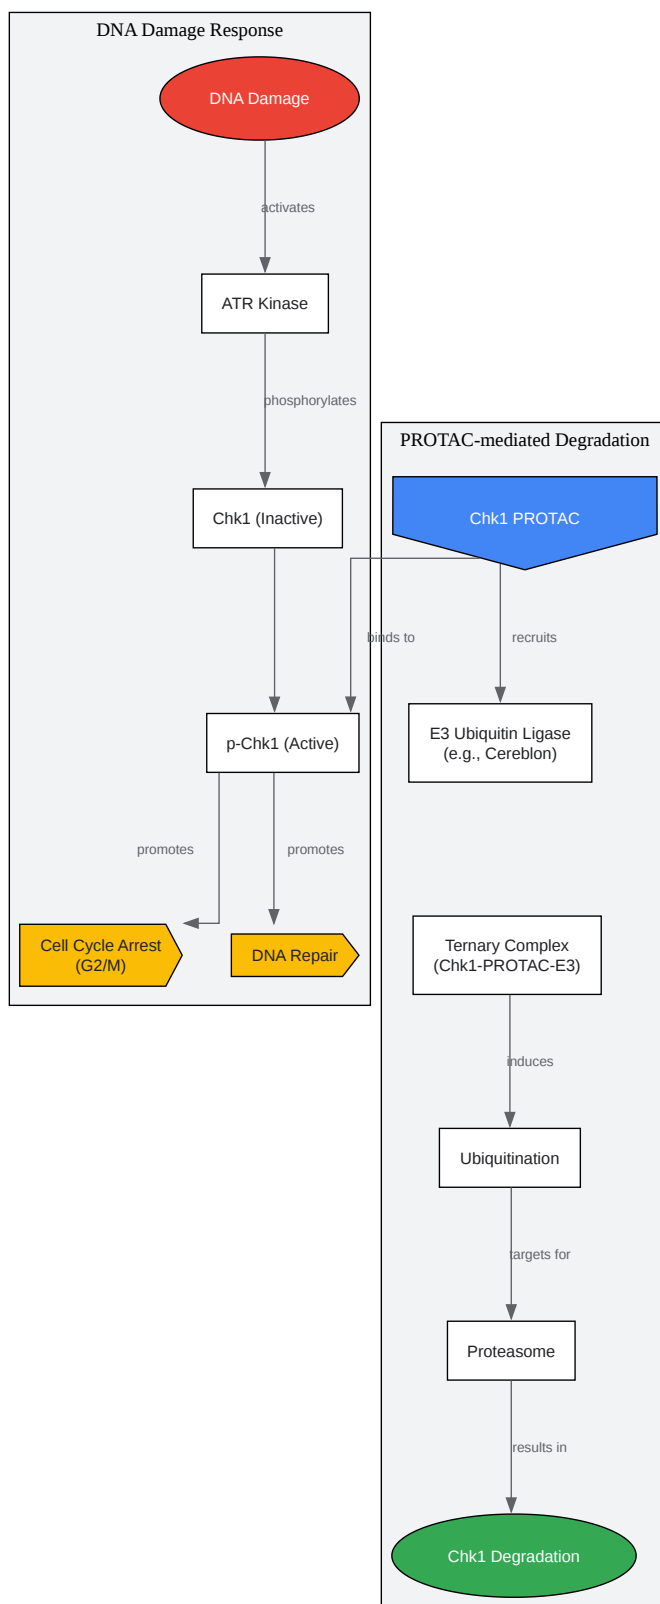 DNA Damage Response
DNA Damage
activates
ATR Kinase
phosphorylates
Chk1 (Inactive)
p-Chk1 (Active)
promotes
promotes
Cell Cycle Arrest
(G2/M)
DNA Repair
PROTAC-mediated Degradation
Chk1 PROTAC
binds to
recruits
E3 Ubiquitin Ligase
(e.g., Cereblon)
Ternary Complex
(Chk1-PROTAC-E3)
induces
Ubiquitination
targets for
Proteasome
results in
Chk1 Degradation